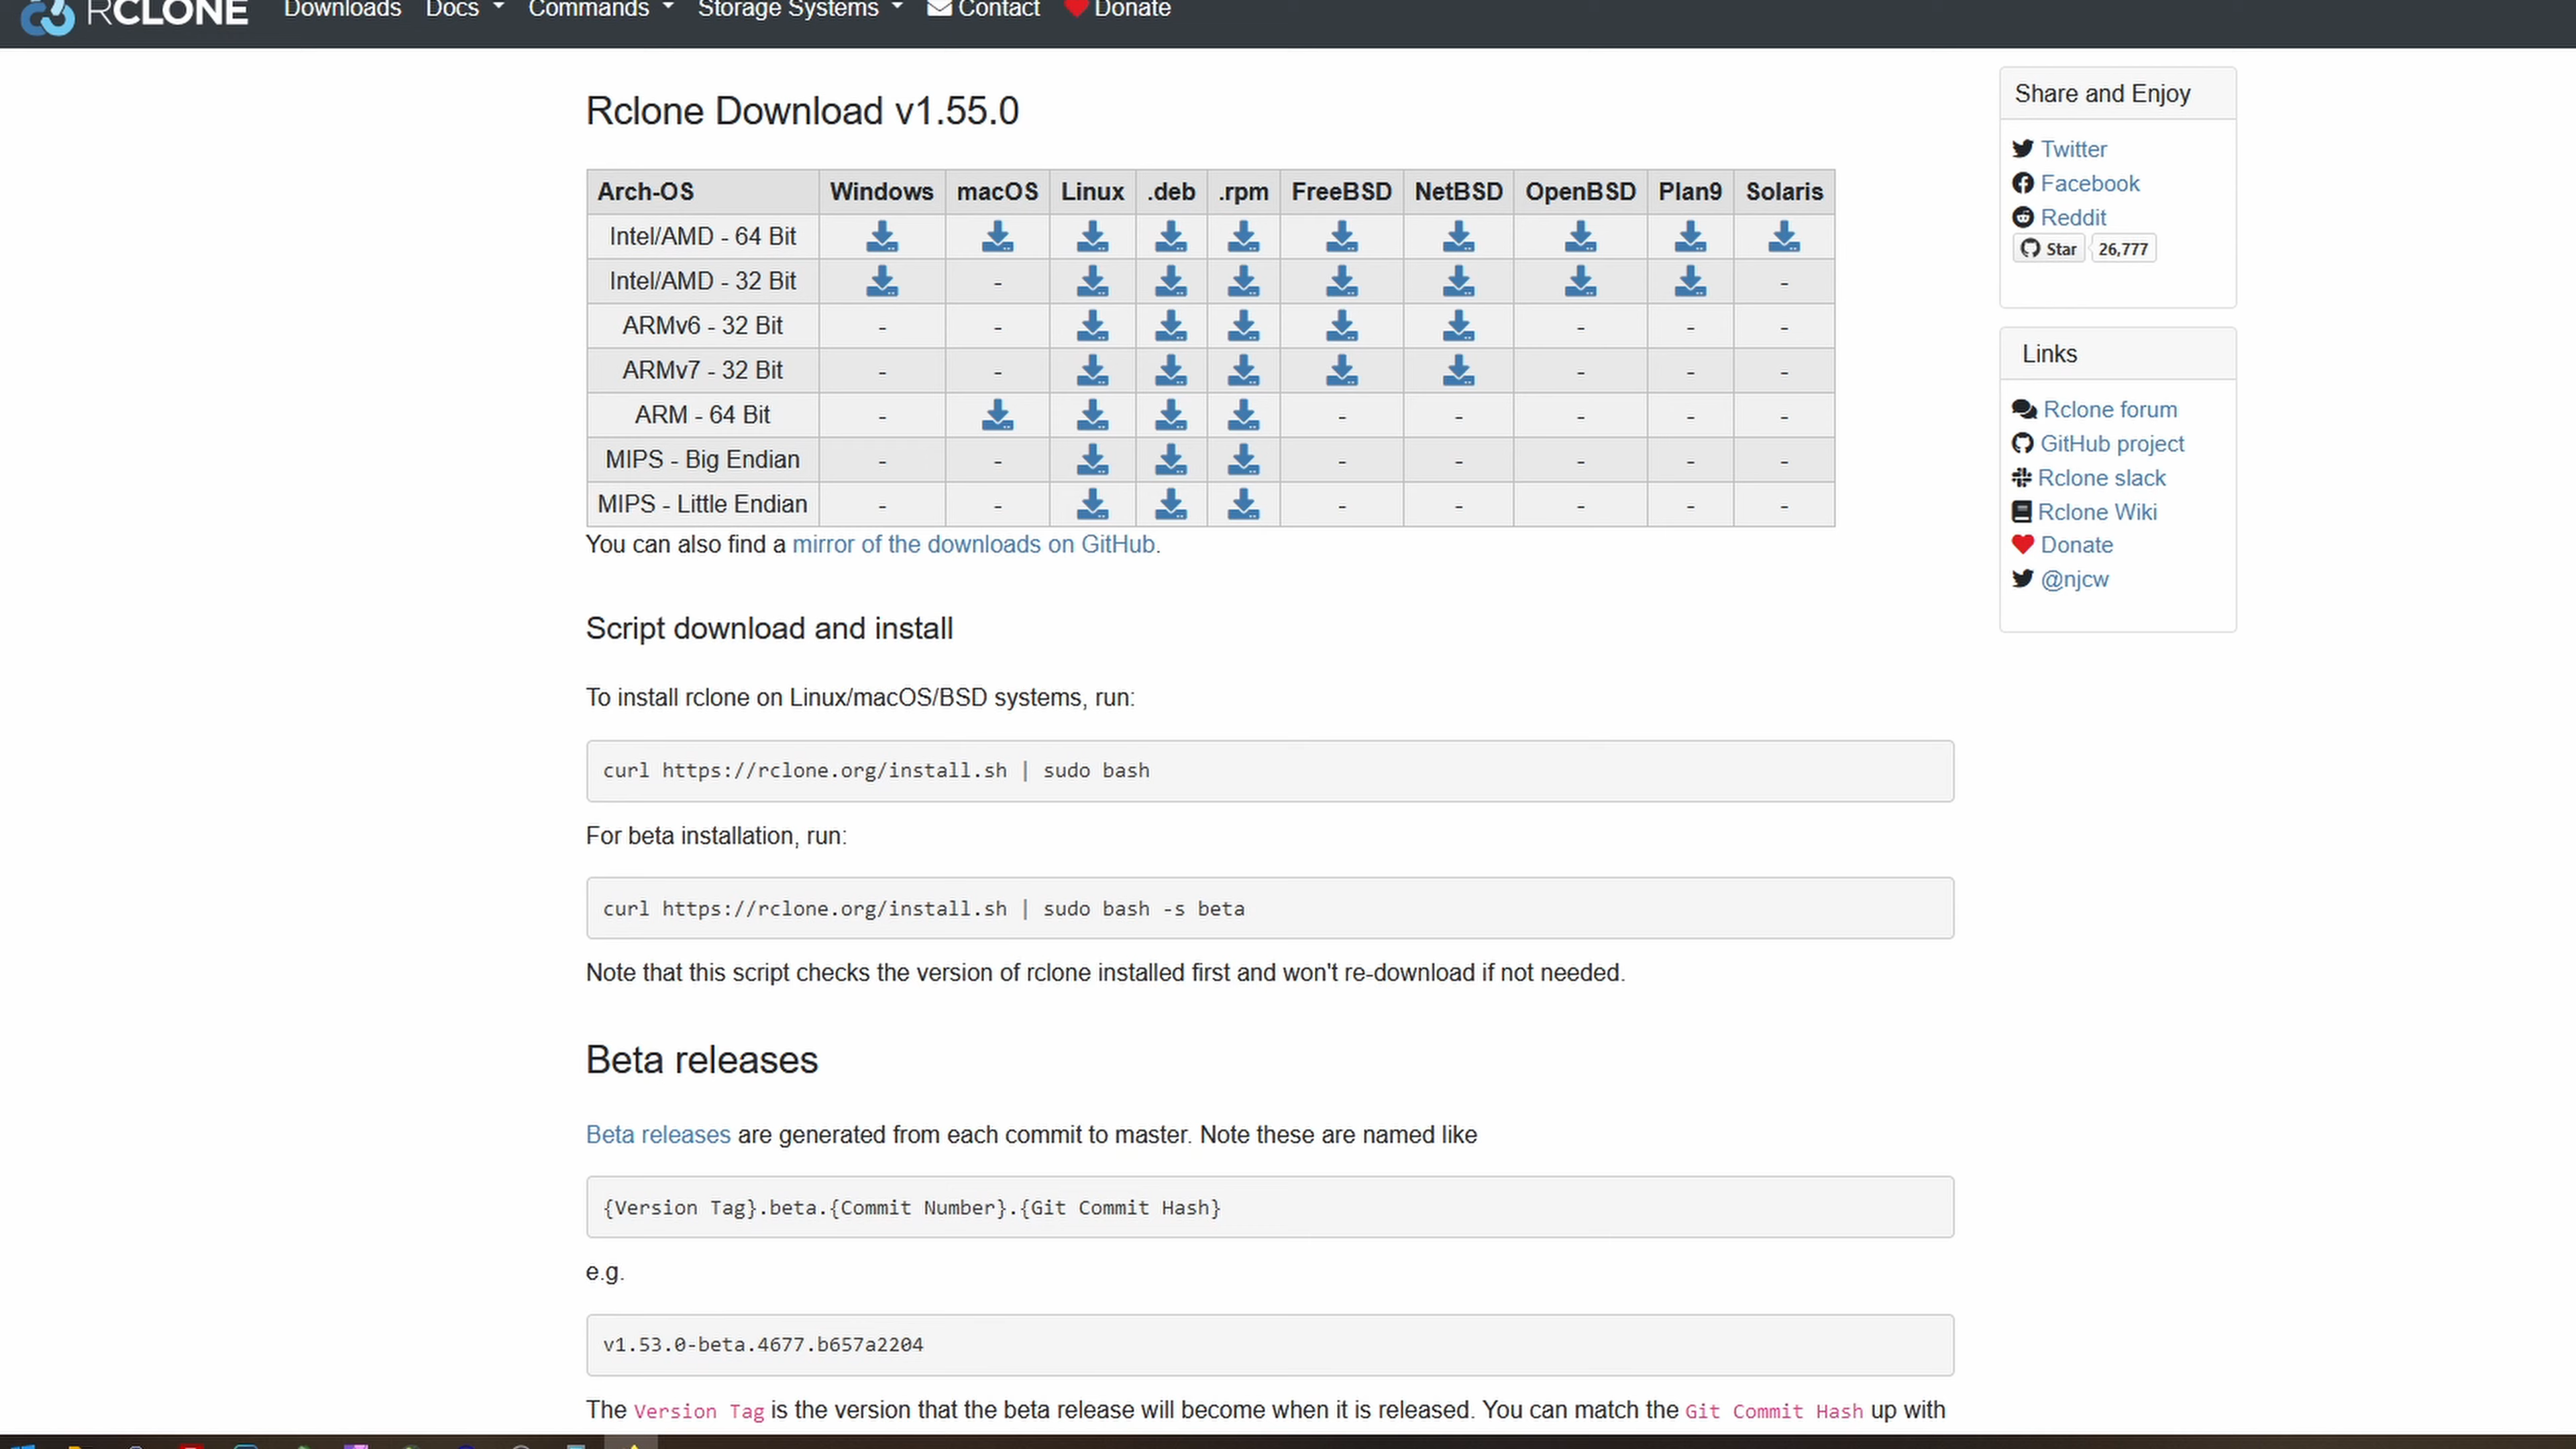 RCLONE Downloads Docs Commands Storage Systems Contact Donate
Rclone Download v1.55.0
Arch-OS Windows macOS Linux .deb .rpm FreeBSD NetBSD OpenBSD Plan9 Solaris
Intel/AMD - 64 Bit
Intel/AMD - 32 Bit - -
ARMv6 - 32 Bit - - - - -
ARMv7 - 32 Bit - - - - -
ARM - 64 Bit - - - - - -
MIPS - Big Endian - - - - - - -
MIPS - Little Endian - - - - - - -
You can also find a mirror of the downloads on GitHub.
Script download and install
To install rclone on Linux/macOS/BSD systems, run:
curl https://rclone.org/install.sh | sudo bash
For beta installation, run:
curl https://rclone.org/install.sh | sudo bash -s beta
Note that this script checks the version of rclone installed first and won't re-download if not needed.
Beta releases
Beta releases are generated from each commit to master. Note these are named like
{Version Tag}.beta.{Commit Number}.{Git Commit Hash}
e.g.
v1.53.0-beta.4677.b657a2204
The Version Tag is the version that the beta release will become when it is released. You can match the Git Commit Hash up with
Share and Enjoy
Twitter
Facebook
Reddit
Star 26,777
Links
Rclone forum
GitHub project
Rclone slack
Rclone Wiki
Donate
@njcw